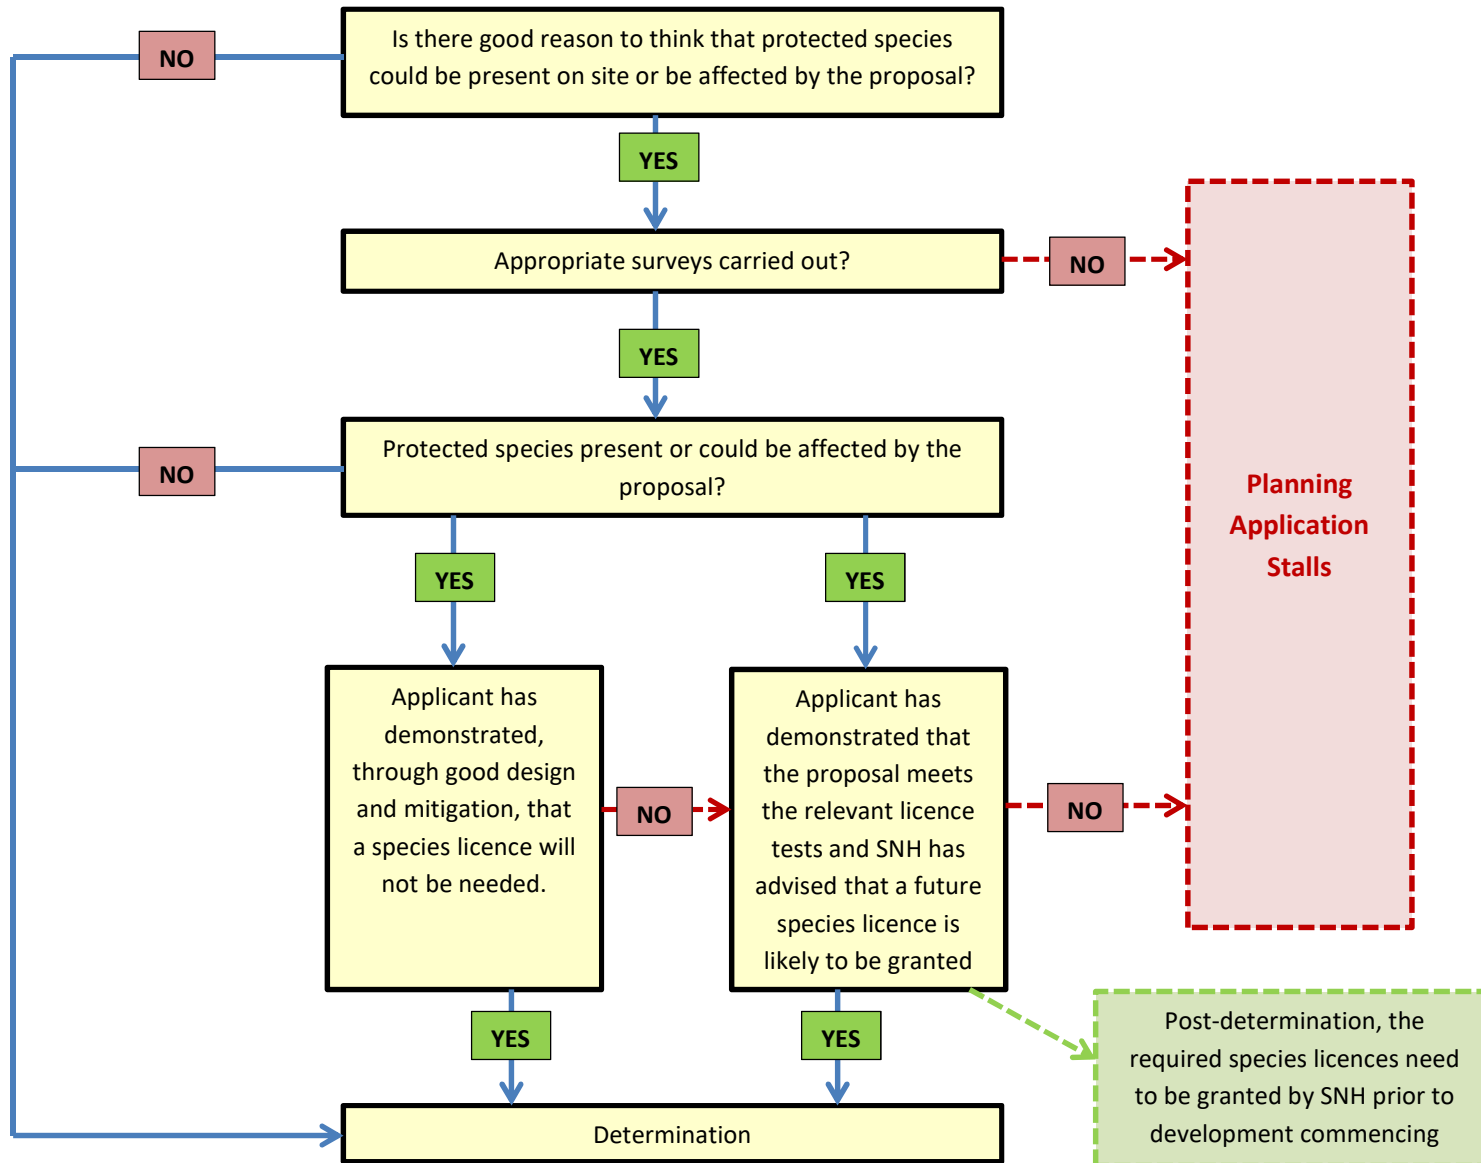 Is there good reason to think that protected species
could be present on site or be affected by the proposal?
NO
YES
Appropriate surveys carried out?
NO
YES
Protected species present or could be affected by the
proposal?
NO
YES
YES
Planning
Application
Stalls
Applicant has
demonstrated,
through good design
and mitigation, that
a species licence will
not be needed.
NO
Applicant has
demonstrated that
the proposal meets
the relevant licence
tests and SNH has
advised that a future
species licence is
likely to be granted
NO
YES
YES
Post-determination, the
required species licences need
to be granted by SNH prior to
development commencing
Determination